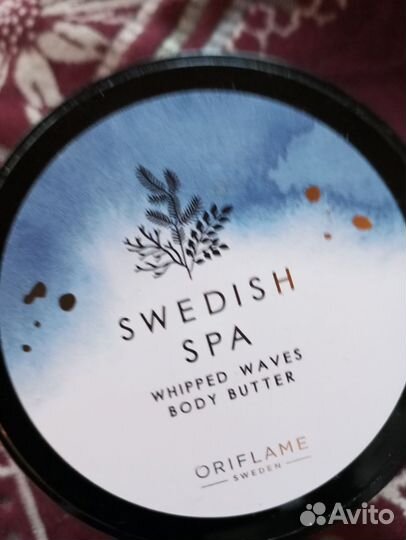 SWEDISH
SPA
WHIPPED WAVES
BODY BUTTER
ORIFLAME
SWEDEN
Avito